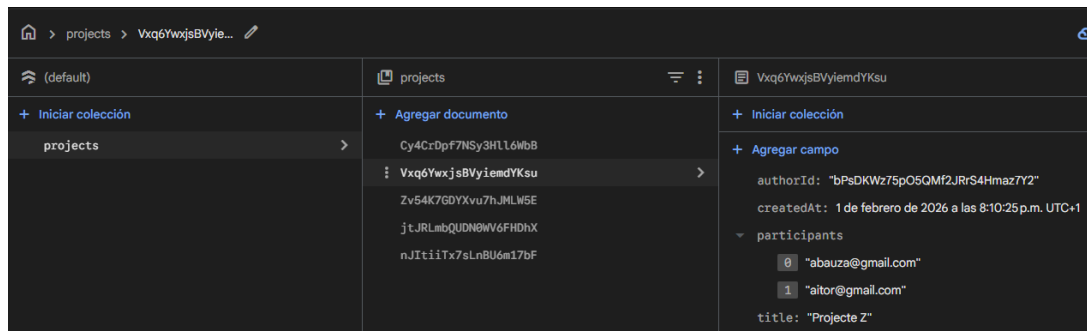 projects > Vxq6YwxjsBVyie...
(default)
+ Iniciar colección
projects
projects
+ Agregar documento
Cy4CrDpf7NSy3Hll6WbB
Vxq6YwxjsBVyiemdYKsu
Zv54K7GDYXvu7hJMLW5E
jtJRLmbQUDN0WV6FHDhX
nJItiiTx7sLnBU6m17bF
Vxq6YwxjsBVyiemdYKsu
+ Iniciar colección
+ Agregar campo
authorId: "bPsDKWz75pO5QMf2JRrS4Hmaz7Y2"
createdAt: 1 de febrero de 2026 a las 8:10:25 p.m. UTC+1
participants
0 "abauza@gmail.com"
1 "aitor@gmail.com"
title: "Projecte Z"